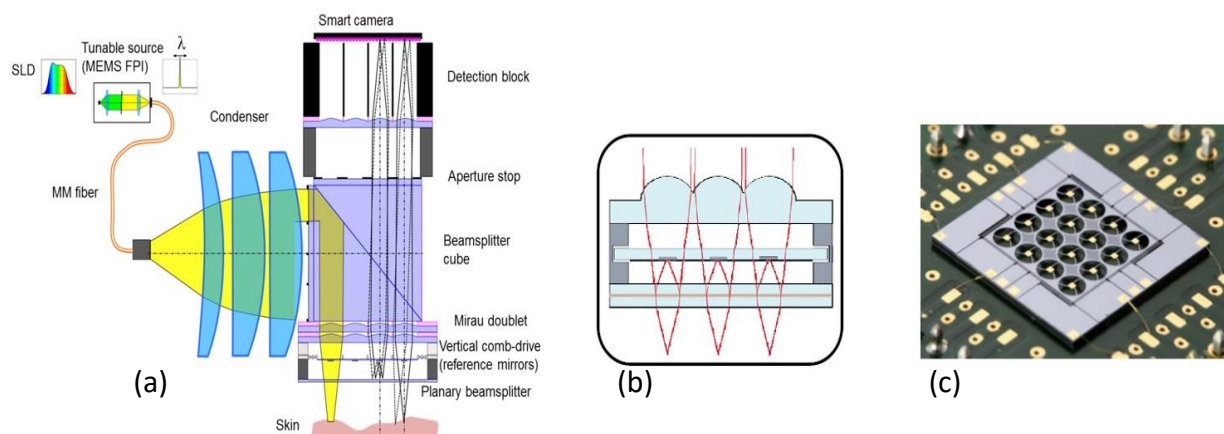 Smart camera
Tunable source
(MEMS FPI)
λ
SLD
Detection block
Condenser
MM fiber
Aperture stop
Beamsplitter
cube
Mirau doublet
Vertical comb-drive
(reference mirrors)
Planary beamsplitter
Skin
(a)
(b)
(c)